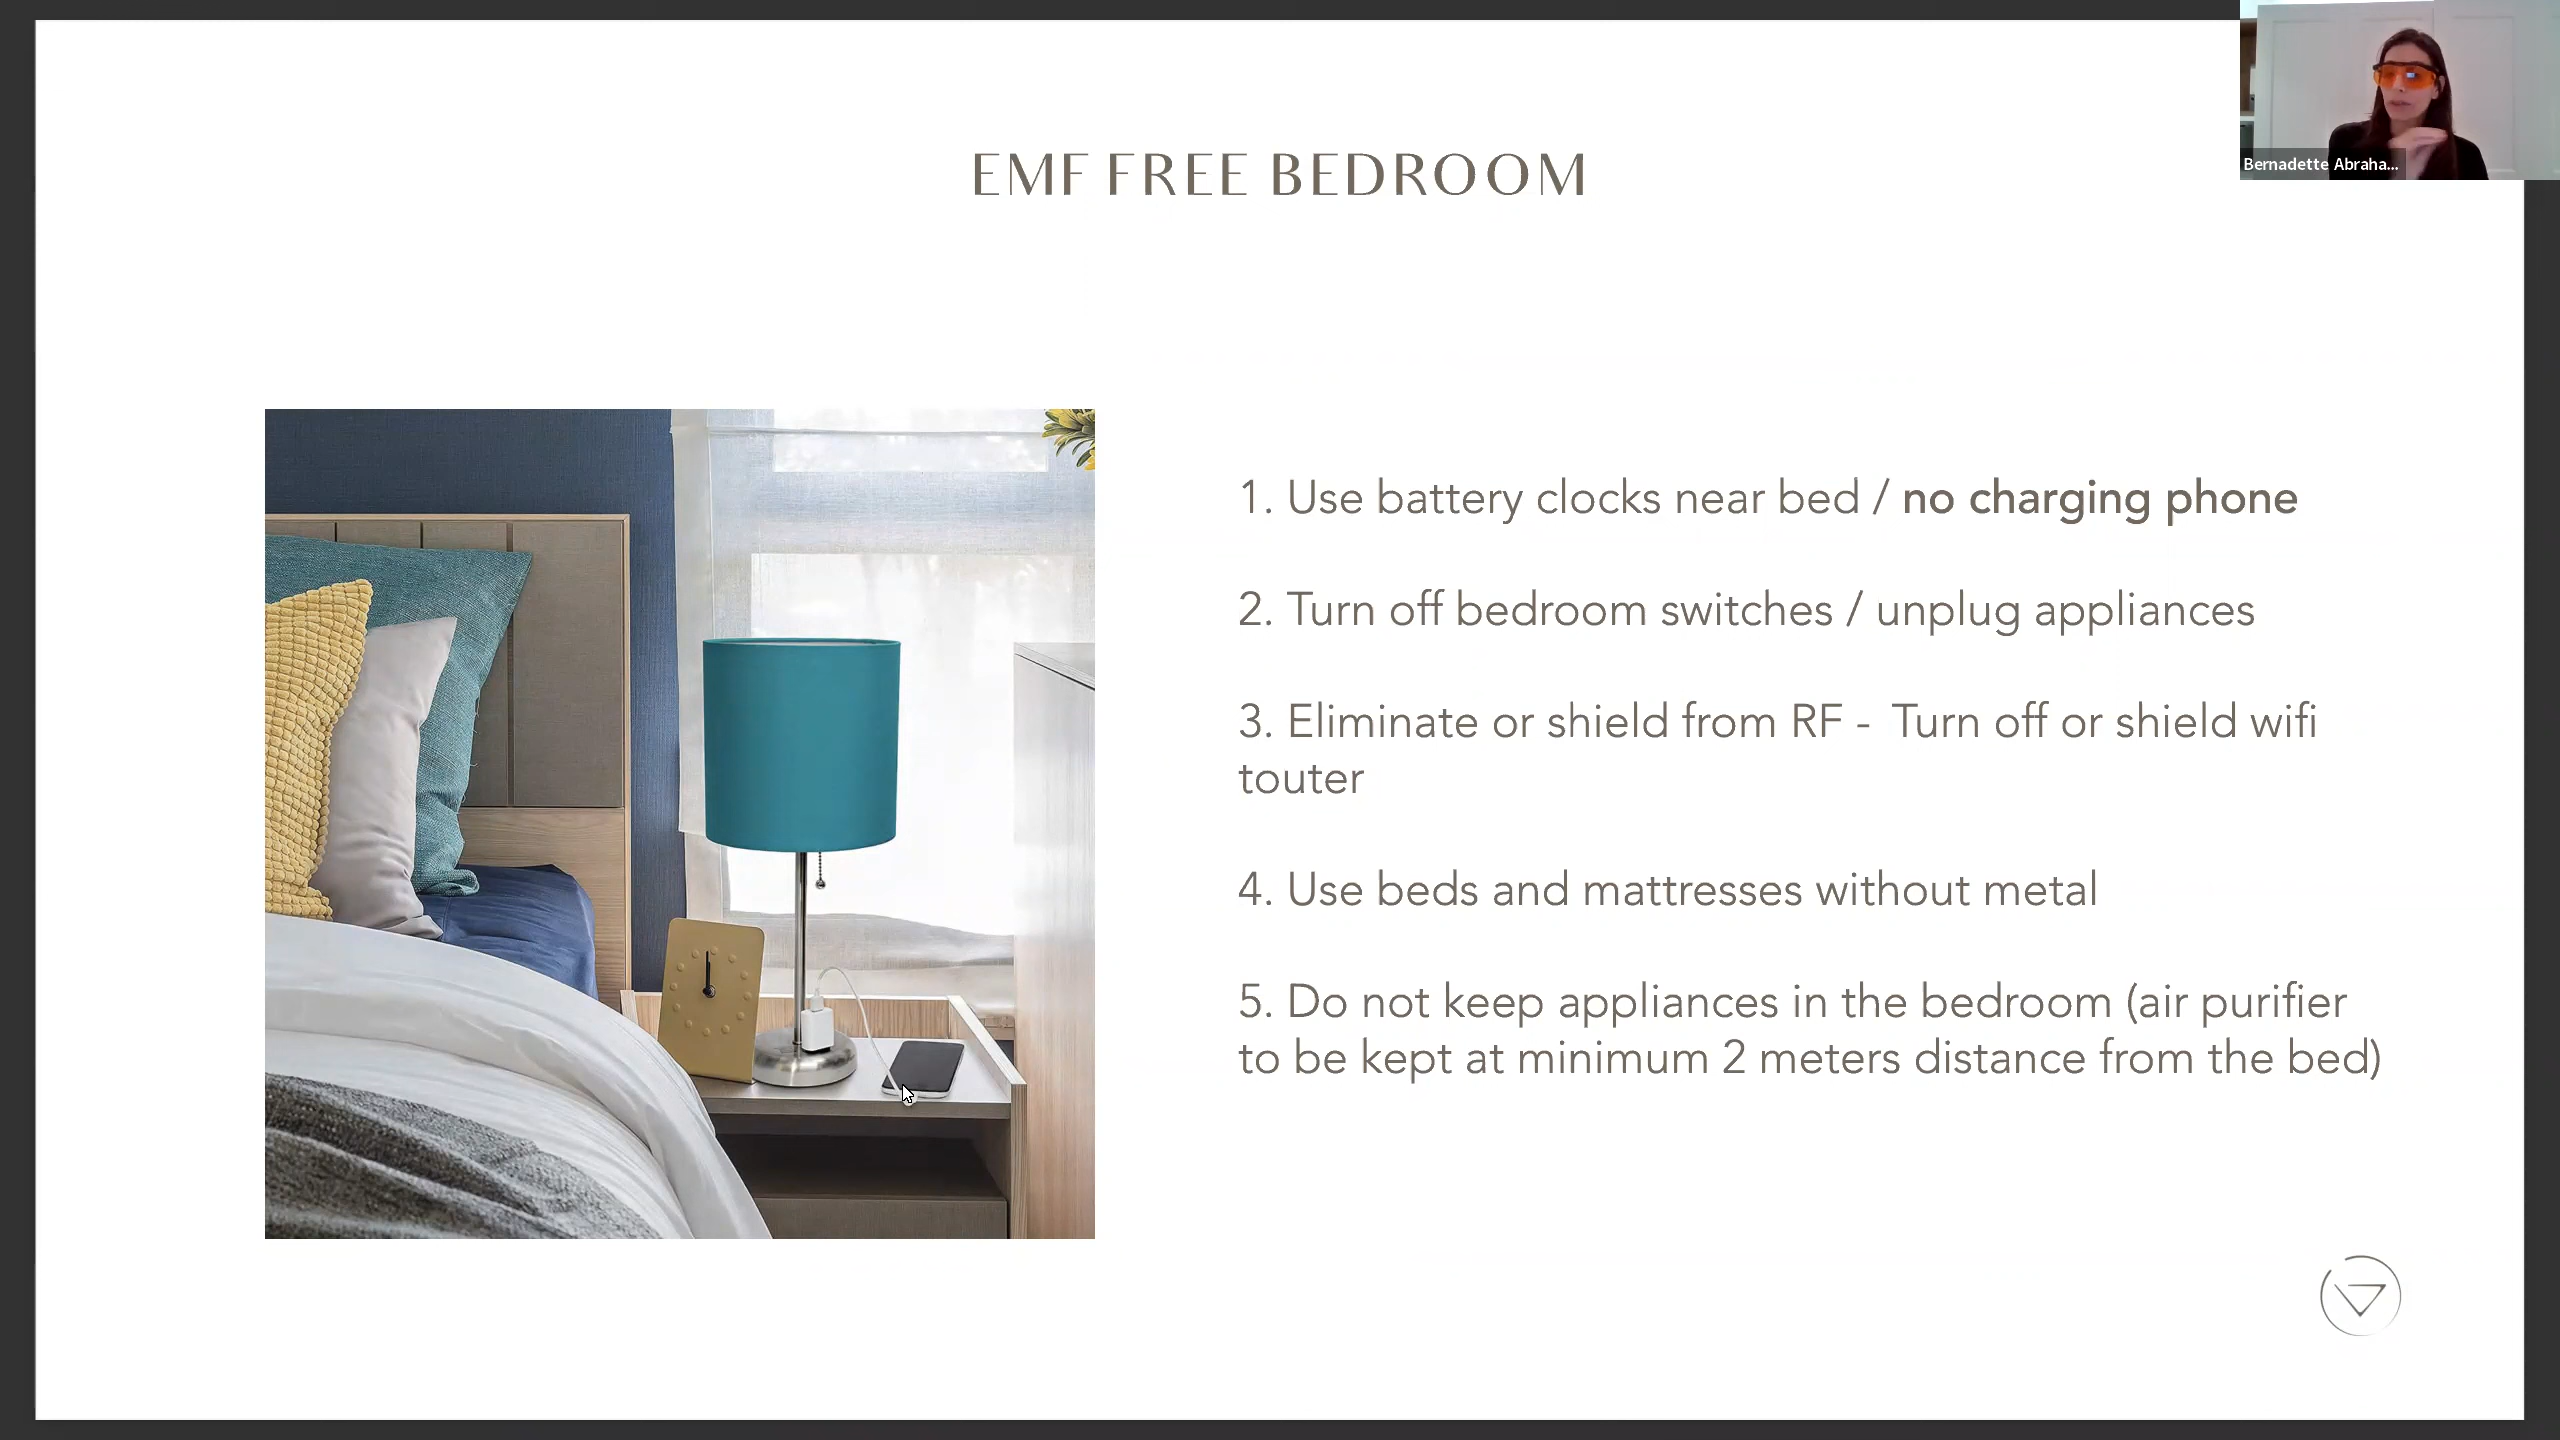 EMF FREE BEDROOM
Bernadette Abraha...
1. Use battery clocks near bed / no charging phone
2. Turn off bedroom switches / unplug appliances
3. Eliminate or shield from RF - Turn off or shield wifi
touter
4. Use beds and mattresses without metal
5. Do not keep appliances in the bedroom (air purifier
to be kept at minimum 2 meters distance from the bed)